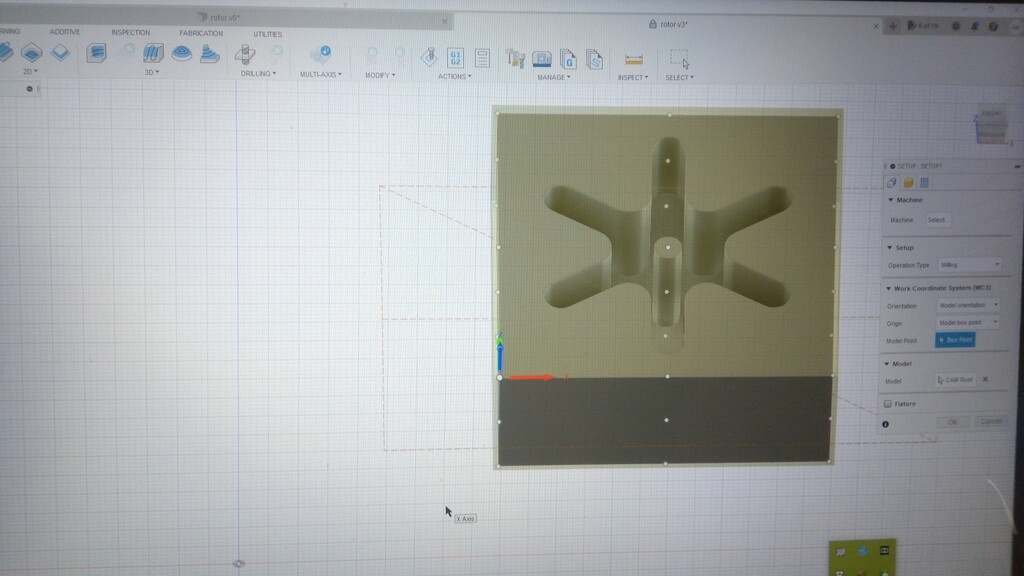 rotor v6*
rotor v3*
RNING
ADDITIVE
INSPECTION
FABRICATION
UTILITIES
G1
G2
G
2D
3D
DRILLING
MULTI-AXIS
MODIFY
ACTIONS
MANAGE
INSPECT
SELECT
Z
SETUP : SETUP1
Machine
Machine
Select...
Setup
Operation Type
Milling
Work Coordinate System (WCS)
Orientation
Model orientation
Origin
Model box point
Model Point
Box Point
Model
Model
Fixture
OK
Cancel
X Axis